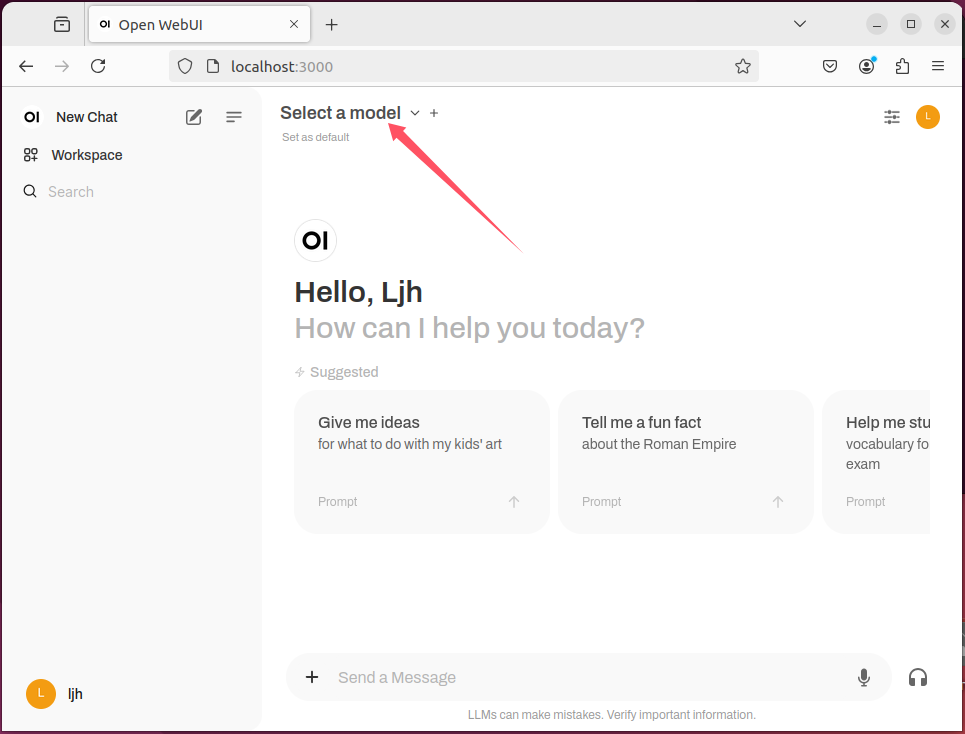 OI Open WebUI
localhost:3000
OI New Chat
Workspace
Search
Select a model
Set as default
L
OI
Hello, Ljh
How can I help you today?
Suggested
Give me ideas
for what to do with my kids' art
Prompt
Tell me a fun fact
about the Roman Empire
Prompt
Help me stu
vocabulary fo
exam
Prompt
L ljh
Send a Message
LLMs can make mistakes. Verify important information.